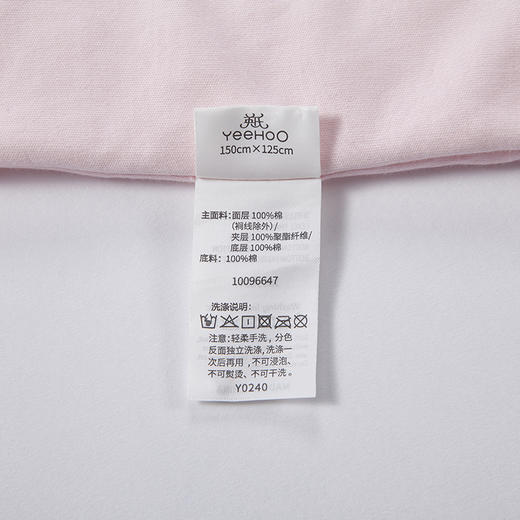 英氏
YeeHoO
150cm×125cm
主面料：面层 100%棉
（褶线除外）/
夹层 100%聚酯纤维/
底层 100%棉
底料：100%棉
10096647
洗涤说明：
注意：轻柔手洗，分色
反面独立洗涤，洗涤一
次后再用，不可浸泡、
不可熨烫、不可干洗。
Y0240